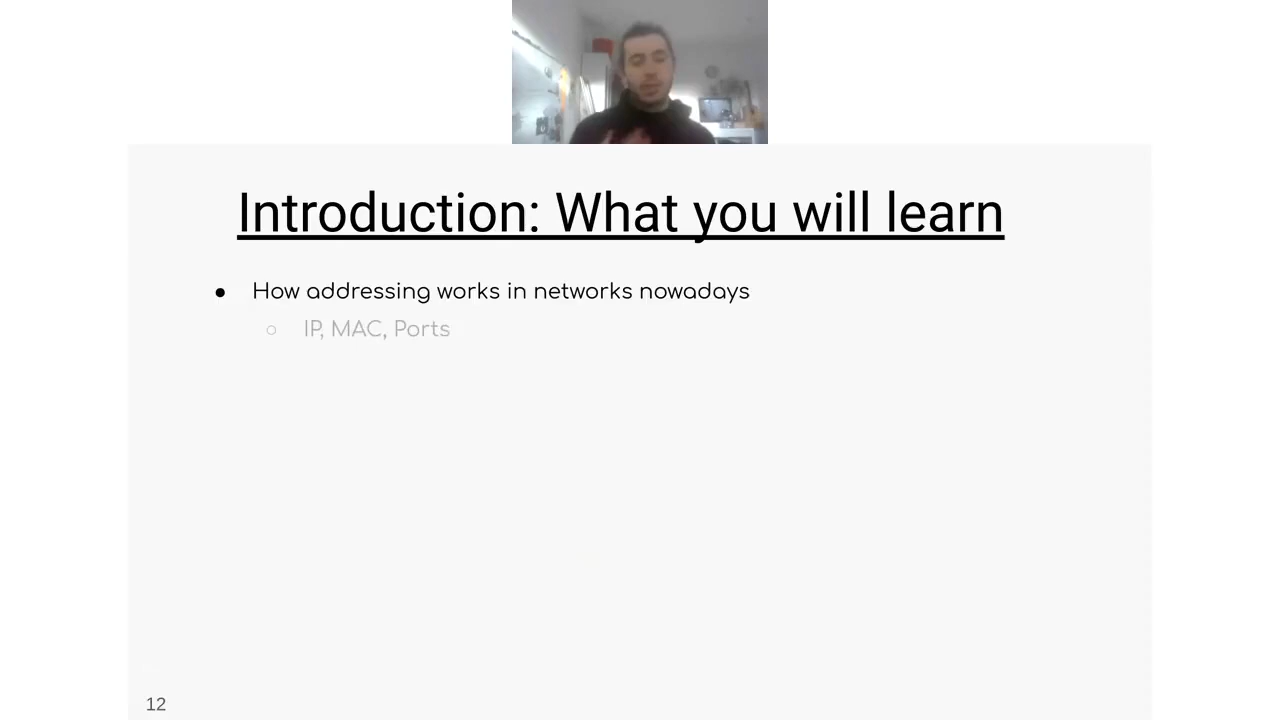 Introduction: What you will learn
● How addressing works in networks nowadays
○ IP, MAC, Ports
12